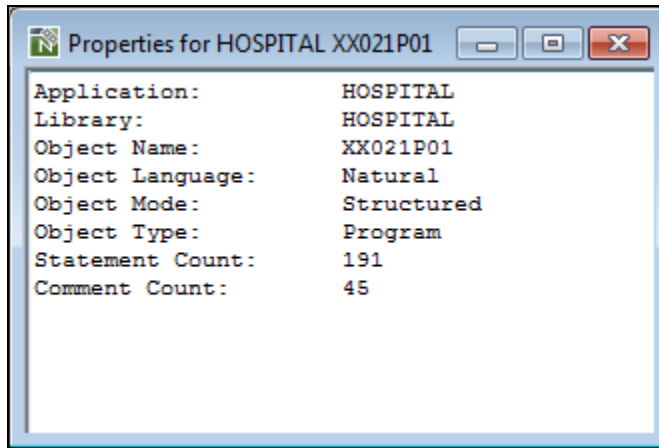 Properties for HOSPITAL XX021P01
Application: HOSPITAL
Library: HOSPITAL
Object Name: XX021P01
Object Language: Natural
Object Mode: Structured
Object Type: Program
Statement Count: 191
Comment Count: 45